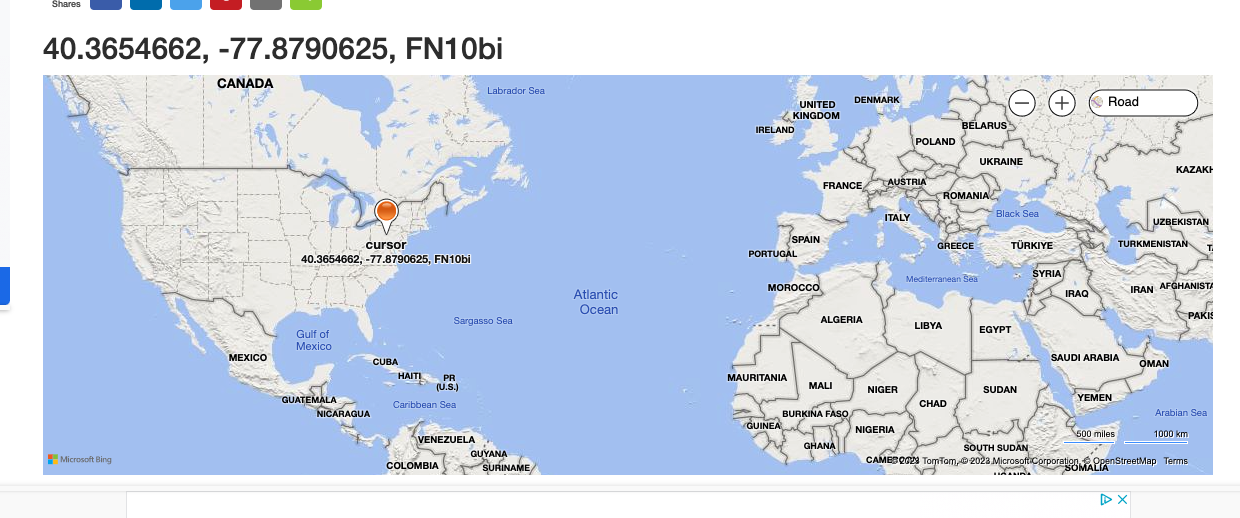 Shares
40.3654662, -77.8790625, FN10bi
CANADA
Labrador Sea
UNITED
KINGDOM
DENMARK
Road
IRELAND
BELARUS
POLAND
UKRAINE
KAZAKH
FRANCE
AUSTRIA
ROMANIA
ITALY
Black Sea
UZBEKISTAN
SPAIN
PORTUGAL
GREECE
TÜRKIYE
TURKMENISTAN
cursor
40.3654662, -77.8790625, FN10bi
Mediterranean Sea
SYRIA
MOROCCO
IRAQ
IRAN
AFGHANISTA
Atlantic
Ocean
Sargasso Sea
ALGERIA
LIBYA
EGYPT
PAKIS
Gulf of
Mexico
MEXICO
CUBA
HAITI
PR
(U.S.)
SAUDI ARABIA
OMAN
MAURITANIA
MALI
NIGER
CHAD
SUDAN
YEMEN
GUATEMALA
NICARAGUA
Caribbean Sea
BURKINA FASO
GUINEA
NIGERIA
GHANA
Arabian Sea
500 miles
1000 km
VENEZUELA
GUYANA
COLOMBIA
SURINAME
SOUTH SUDAN
Microsoft Bing
© 2023 TomTom, © 2023 Microsoft Corporation, © OpenStreetMap Terms
SOMALIA